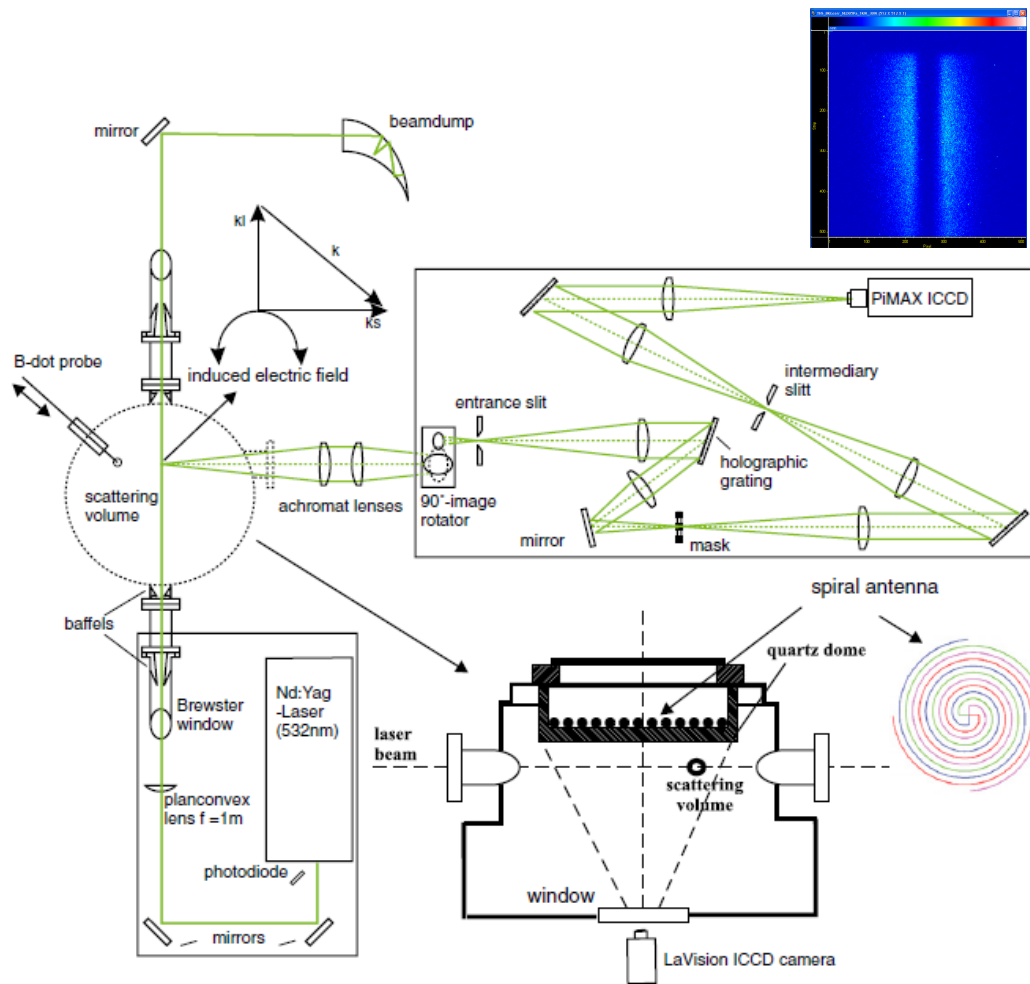 mirror
beamdump
kl
k
ks
PiMAX ICCD
B-dot probe
induced electric field
intermediary
slitt
entrance slit
holographic
grating
scattering
volume
achromat lenses
90°-image
rotator
mirror
mask
baffels
spiral antenna
quartz dome
Nd:Yag
-Laser
(532nm)
Brewster
window
laser
beam
scattering
volume
planconvex
lens f =1m
photodiode
window
mirrors
LaVision ICCD camera